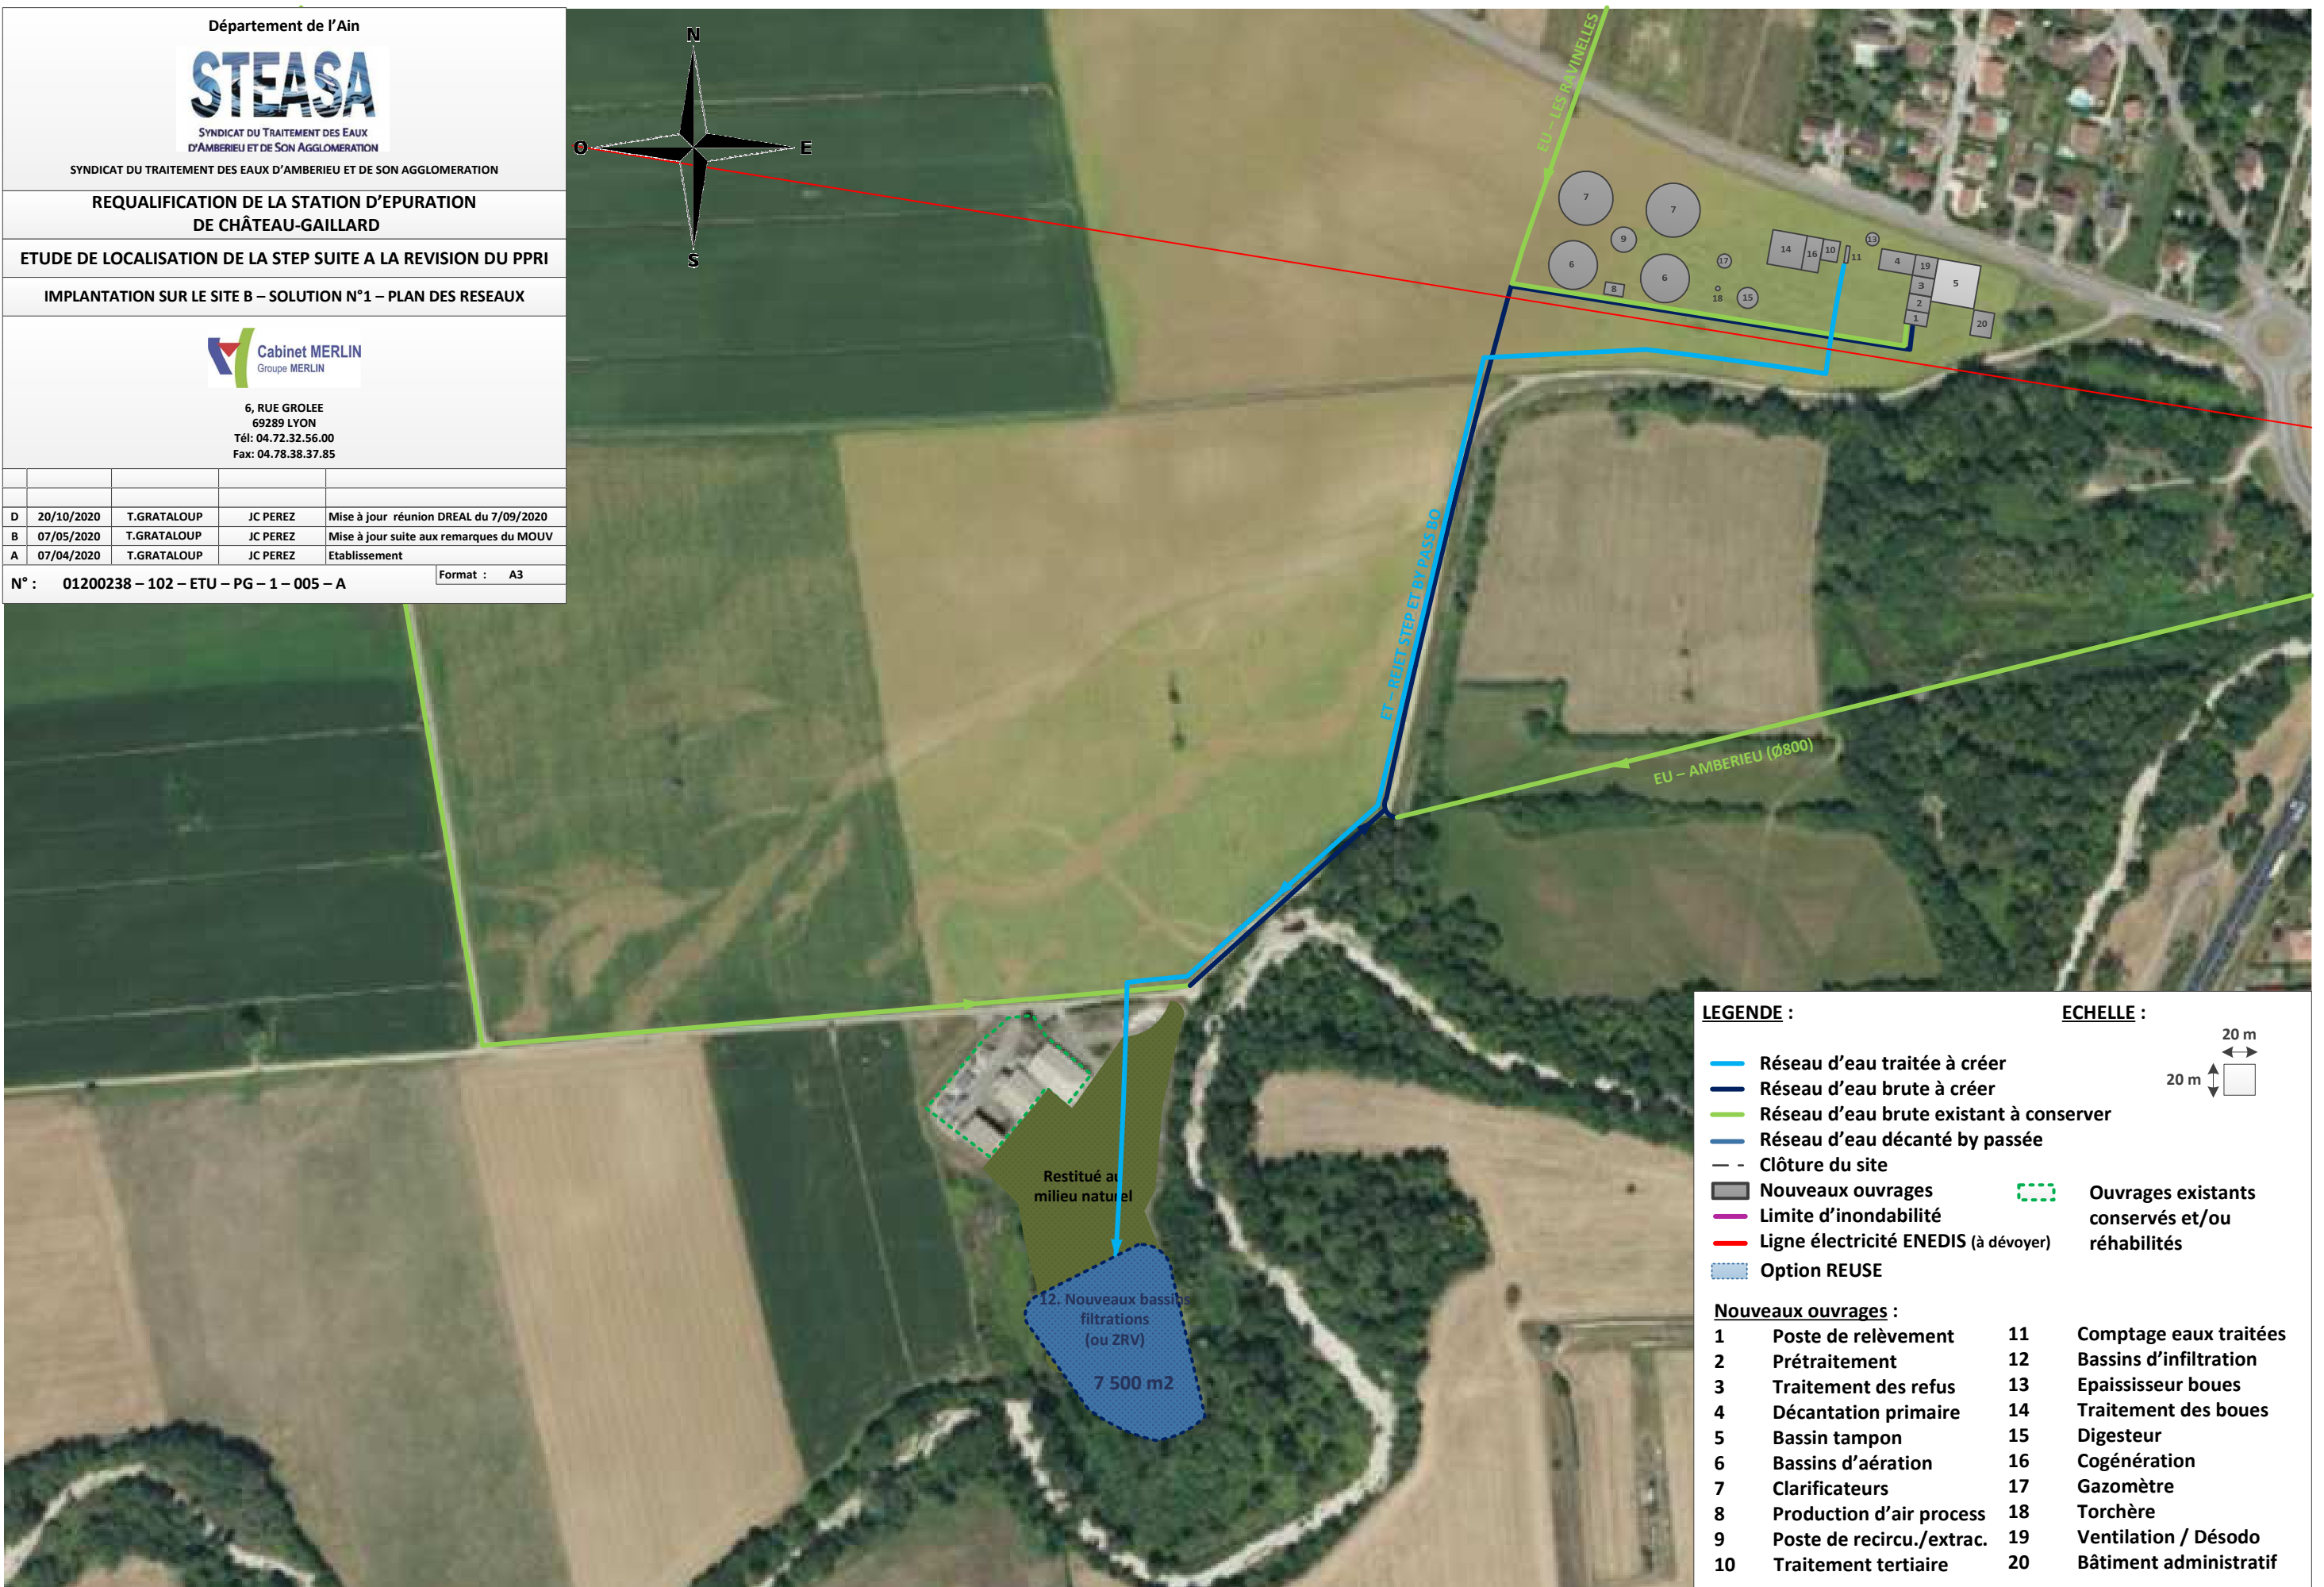 Département de l'Ain
STEASA
SYNDICAT DU TRAITEMENT DES EAUX
D'AMBERIEU ET DE SON AGGLOMERATION
SYNDICAT DU TRAITEMENT DES EAUX D'AMBERIEU ET DE SON AGGLOMERATION
REQUALIFICATION DE LA STATION D'EPURATION
DE CHÂTEAU-GAILLARD
ETUDE DE LOCALISATION DE LA STEP SUITE A LA REVISION DU PPRI
IMPLANTATION SUR LE SITE B – SOLUTION N°1 – PLAN DES RESEAUX
Cabinet MERLIN
Groupe MERLIN
6, RUE GROLEE
69289 LYON
Tél: 04.72.32.56.00
Fax: 04.78.38.37.85
D 20/10/2020 T.GRATALOUP JC PEREZ Mise à jour réunion DREAL du 7/09/2020
B 07/05/2020 T.GRATALOUP JC PEREZ Mise à jour suite aux remarques du MOUV
A 07/04/2020 T.GRATALOUP JC PEREZ Etablissement
N° : 01200238 – 102 – ETU – PG – 1 – 005 – A
Format : A3
N
O
E
S
EU – LES RAVINELLES
7
7
9
6
6
8
17
18
15
14
16
10
11
13
4
19
5
3
2
1
20
ET – REJET STEP ET BY PASS BO
EU – AMBERIEU (Ø800)
Restitué au
milieu naturel
12. Nouveaux bassins
filtrations
(ou ZRV)
7 500 m2
LEGENDE :
ECHELLE :
20 m
20 m
Réseau d'eau traitée à créer
Réseau d'eau brute à créer
Réseau d'eau brute existant à conserver
Réseau d'eau décanté by passée
Clôture du site
Nouveaux ouvrages
Limite d'inondabilité
Ligne électricité ENEDIS (à dévoyer)
Option REUSE
Ouvrages existants
conservés et/ou
réhabilités
Nouveaux ouvrages :
1 Poste de relèvement
2 Prétraitement
3 Traitement des refus
4 Décantation primaire
5 Bassin tampon
6 Bassins d'aération
7 Clarificateurs
8 Production d'air process
9 Poste de recircu./extrac.
10 Traitement tertiaire
11 Comptage eaux traitées
12 Bassins d'infiltration
13 Epaississeur boues
14 Traitement des boues
15 Digesteur
16 Cogénération
17 Gazomètre
18 Torchère
19 Ventilation / Désodo
20 Bâtiment administratif